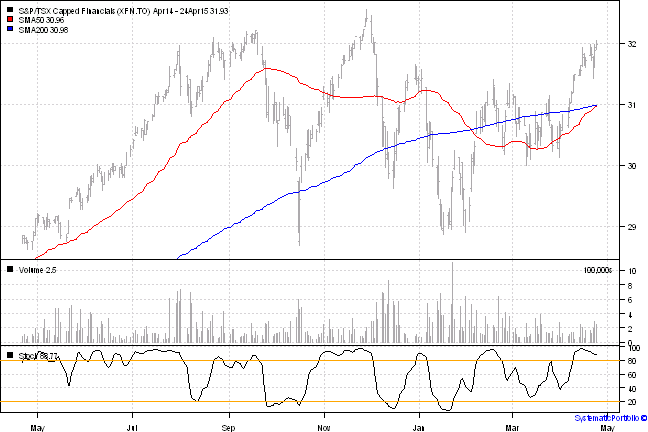 S&P/TSX Capped Financials (XFN.TO) Apr14 - 24Apr15 31.93
SMA50 30.96
SMA200 30.98
32
31
30
29
Volume 2.5
100,000s
10
8
6
4
2
0
100
80
60
40
20
May
Jul
Sep
Nov
Jan
Mar
May
SystematicPortfolio ©